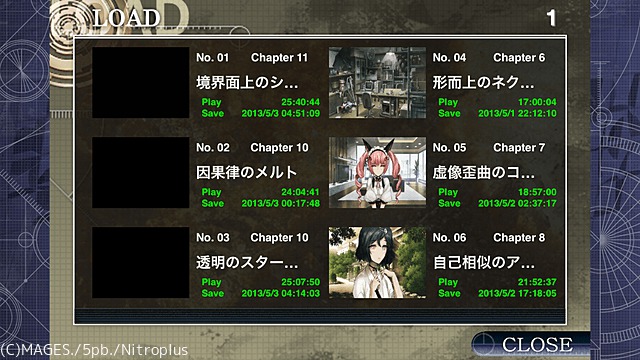 LOAD
1
No. 01 Chapter 11
境界面上のシ…
Play 25:40:44
Save 2013/5/3 04:51:09
No. 02 Chapter 10
因果律のメルト
Play 24:04:41
Save 2013/5/3 00:17:48
No. 03 Chapter 10
透明のスター…
Play 25:07:50
Save 2013/5/3 04:14:03
No. 04 Chapter 6
形而上のネク…
Play 17:00:04
Save 2013/5/1 22:12:10
No. 05 Chapter 7
虚像歪曲のコ…
Play 18:57:00
Save 2013/5/2 02:37:17
No. 06 Chapter 8
自己相似のア…
Play 21:52:37
Save 2013/5/2 17:18:05
CLOSE
(C)MAGES./5pb./Nitroplus